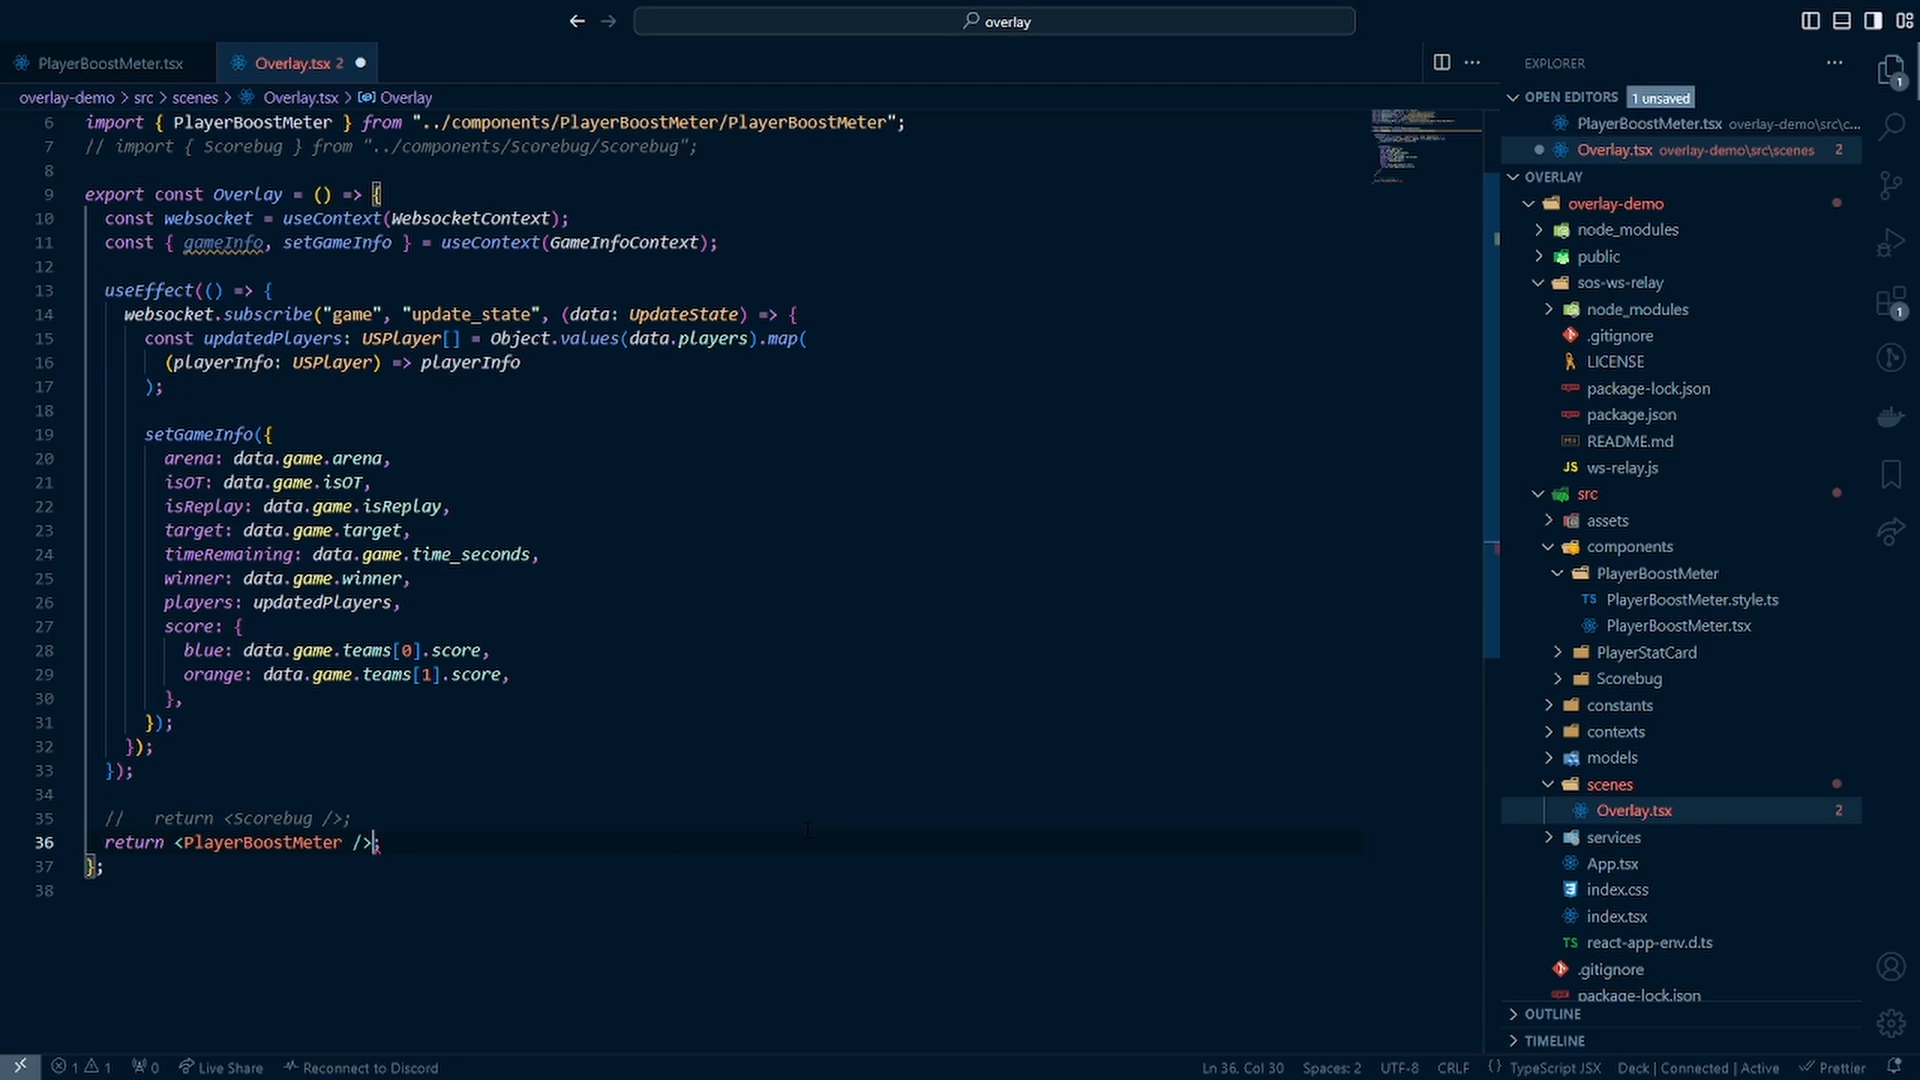 overlay
PlayerBoostMeter.tsx
Overlay.tsx 2
overlay-demo > src > scenes > Overlay.tsx > Overlay
6 import { PlayerBoostMeter } from "../components/PlayerBoostMeter/PlayerBoostMeter";
7 // import { Scorebug } from "../components/Scorebug/Scorebug";
8
9 export const Overlay = () => {
10 const websocket = useContext(WebsocketContext);
11 const { gameInfo, setGameInfo } = useContext(GameInfoContext);
12
13 useEffect(() => {
14 websocket.subscribe("game", "update_state", (data: UpdateState) => {
15 const updatedPlayers: USPlayer[] = Object.values(data.players).map(
16 (playerInfo: USPlayer) => playerInfo
17 );
18
19 setGameInfo({
20 arena: data.game.arena,
21 isOT: data.game.isOT,
22 isReplay: data.game.isReplay,
23 target: data.game.target,
24 timeRemaining: data.game.time_seconds,
25 winner: data.game.winner,
26 players: updatedPlayers,
27 score: {
28 blue: data.game.teams[0].score,
29 orange: data.game.teams[1].score,
30 },
31 });
32 });
33 });
34
35 // return <Scorebug />;
36 return <PlayerBoostMeter />;
37 };
38
EXPLORER
OPEN EDITORS 1 unsaved
PlayerBoostMeter.tsx overlay-demo\src\c...
Overlay.tsx overlay-demo\src\scenes 2
OVERLAY
overlay-demo
node_modules
public
sos-ws-relay
node_modules
.gitignore
LICENSE
package-lock.json
package.json
README.md
JS ws-relay.js
src
assets
components
PlayerBoostMeter
TS PlayerBoostMeter.style.ts
PlayerBoostMeter.tsx
PlayerStatCard
Scorebug
constants
contexts
models
scenes
Overlay.tsx 2
services
App.tsx
index.css
index.tsx
TS react-app-env.d.ts
.gitignore
package-lock.json
OUTLINE
TIMELINE
1
1
1 1 0 Live Share Reconnect to Discord Ln 36, Col 30 Spaces: 2 UTF-8 CRLF {} TypeScript JSX Deck | Connected | Active Prettier